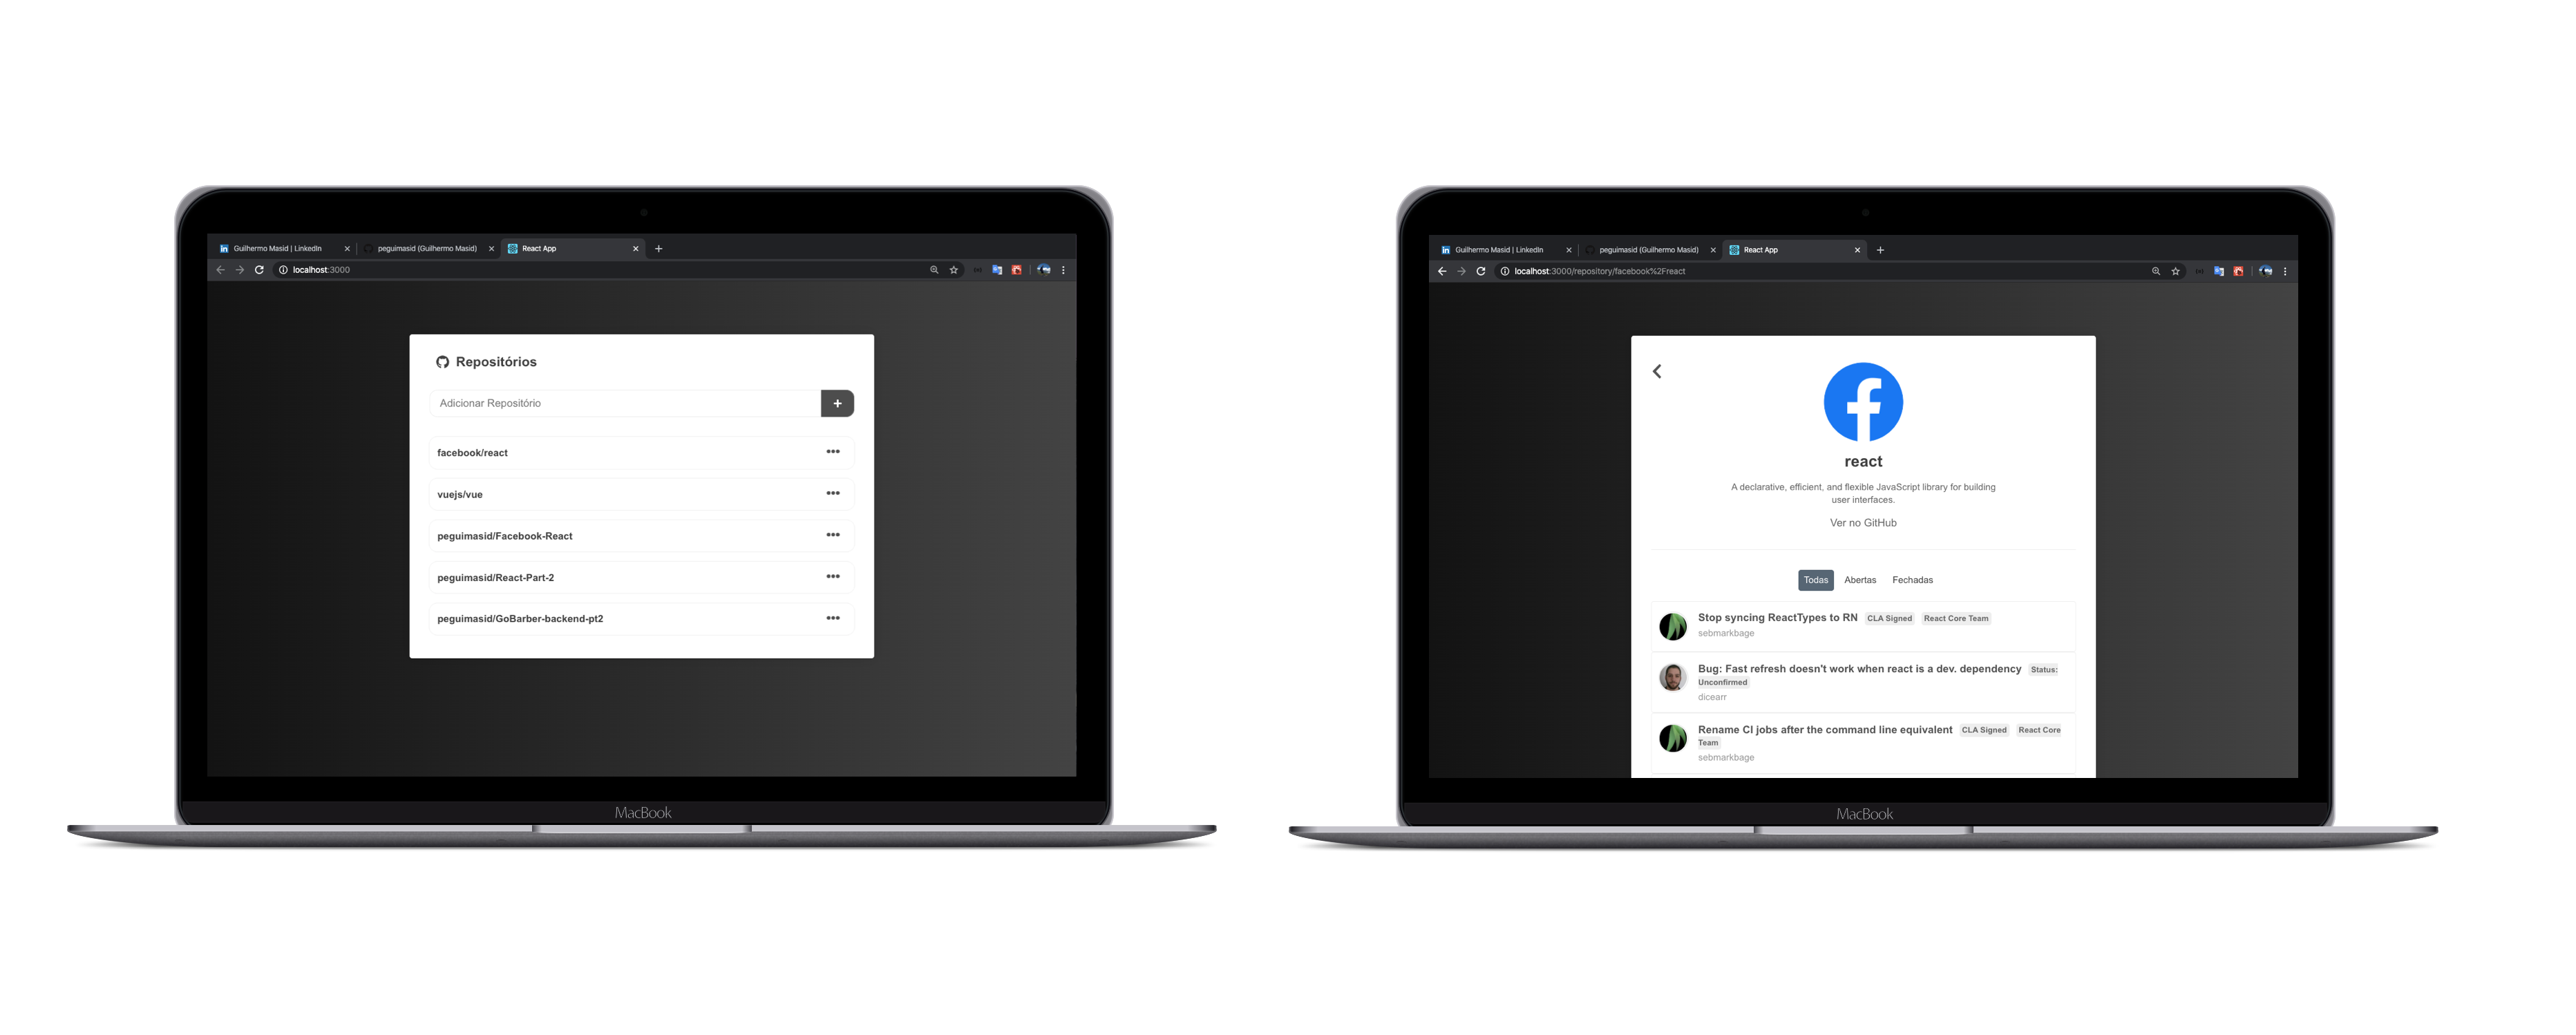 Guilhermo Masid | LinkedIn
peguimasid (Guilhermo Masid)
React App
localhost:3000
Repositórios
Adicionar Repositório
+
facebook/react
vuejs/vue
peguimasid/Facebook-React
peguimasid/React-Part-2
peguimasid/GoBarber-backend-pt2
MacBook
Guilhermo Masid | LinkedIn
peguimasid (Guilhermo Masid)
React App
localhost:3000/repository/facebook%2Freact
react
A declarative, efficient, and flexible JavaScript library for building
user interfaces.
Ver no GitHub
Todas Abertas Fechadas
Stop syncing ReactTypes to RN CLA Signed React Core Team
sebmarkbage
Bug: Fast refresh doesn't work when react is a dev. dependency Status:
Unconfirmed
dicearr
Rename CI jobs after the command line equivalent CLA Signed React Core
Team
sebmarkbage
MacBook